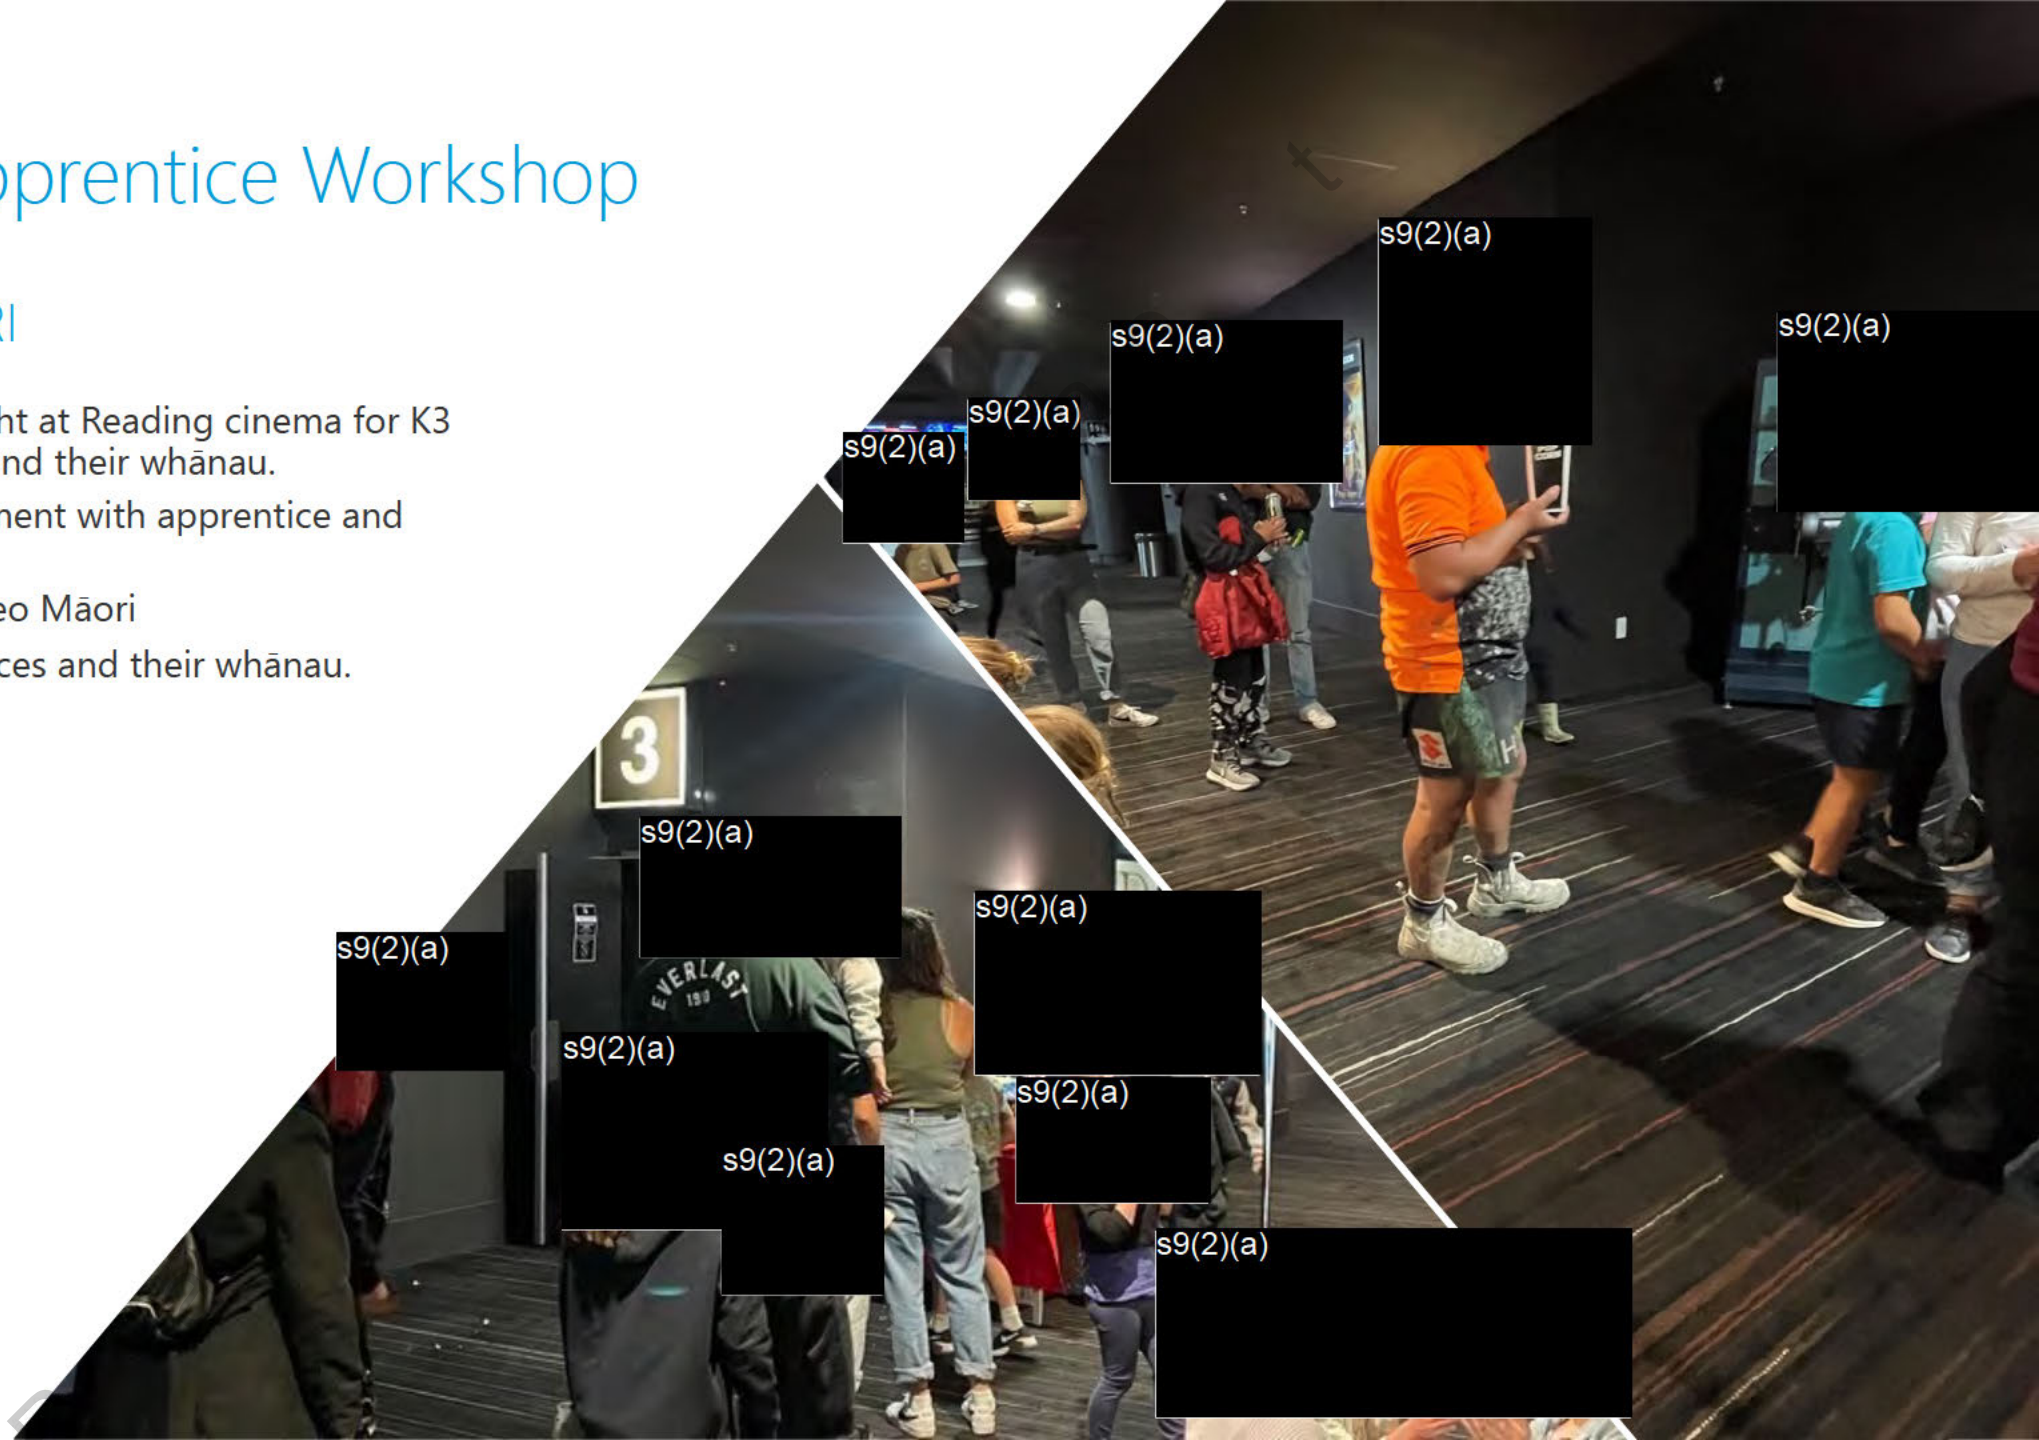 pprentice Workshop
RI
ht at Reading cinema for K3
nd their whānau.
ment with apprentice and
eo Māori
ces and their whānau.
s9(2)(a)
s9(2)(a)
s9(2)(a)
s9(2)(a)
s9(2)(a)
3
s9(2)(a)
s9(2)(a)
s9(2)(a)
EVERLAST
s9(2)(a)
s9(2)(a)
s9(2)(a)
s9(2)(a)
H